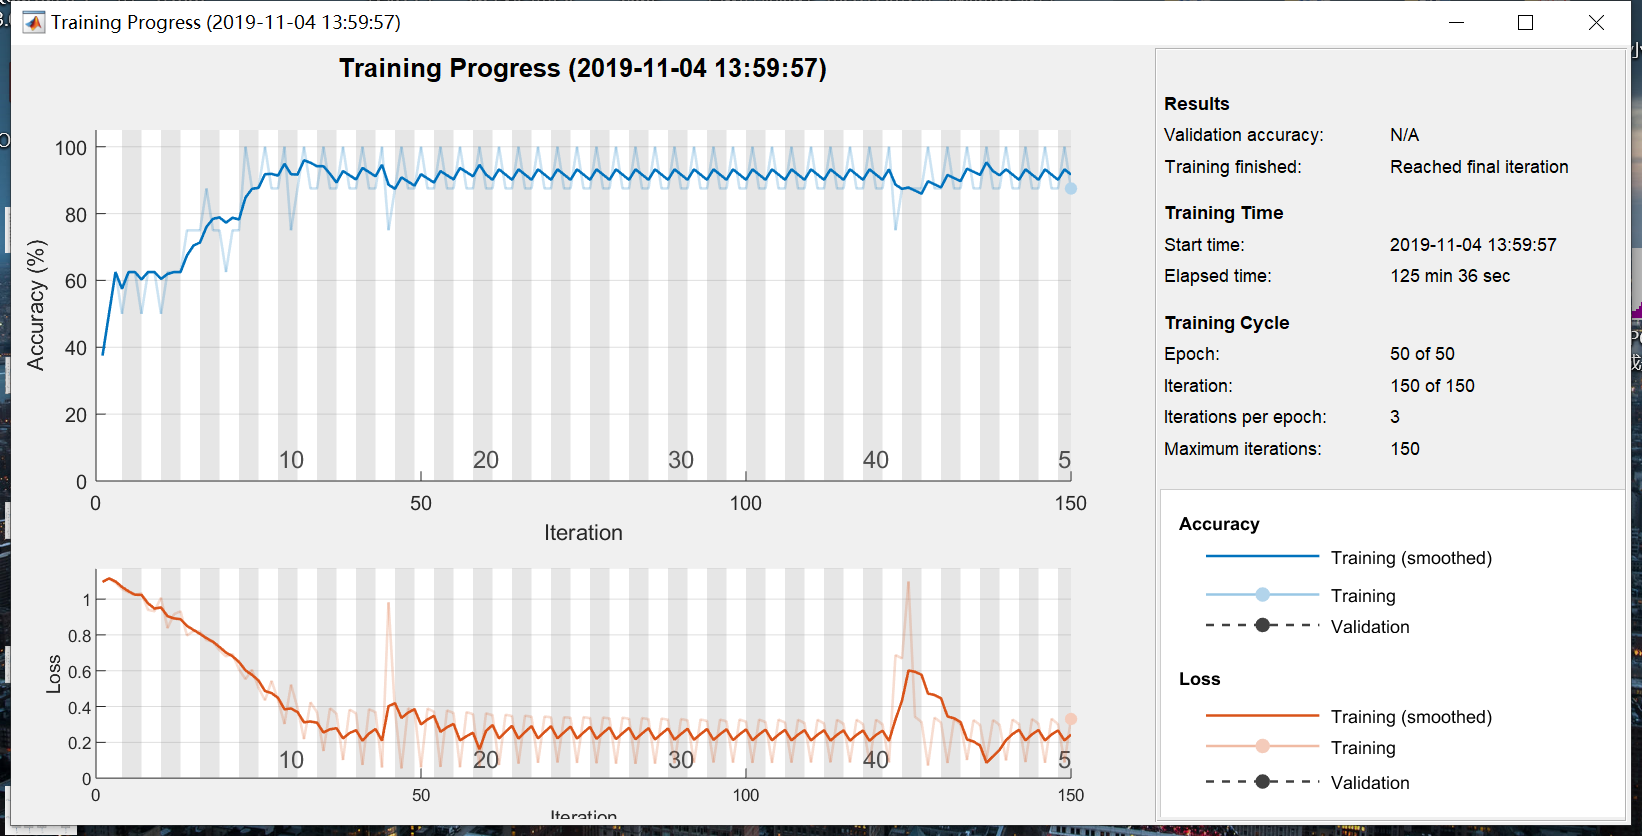 Training Progress (2019-11-04 13:59:57)
Training Progress (2019-11-04 13:59:57)
100
80
60
40
20
0
Accuracy (%)
10
20
30
40
5
0
50
100
150
Iteration
1
0.8
0.6
0.4
0.2
0
Loss
10
20
30
40
5
0
50
100
150
Iteration
Results
Validation accuracy: N/A
Training finished: Reached final iteration
Training Time
Start time: 2019-11-04 13:59:57
Elapsed time: 125 min 36 sec
Training Cycle
Epoch: 50 of 50
Iteration: 150 of 150
Iterations per epoch: 3
Maximum iterations: 150
Accuracy
Training (smoothed)
Training
Validation
Loss
Training (smoothed)
Training
Validation